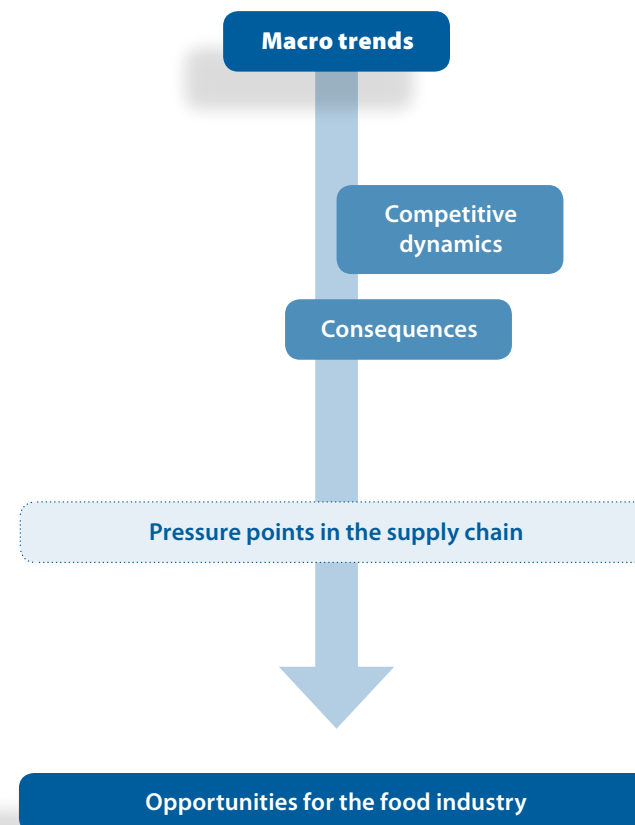 Macro trends
Competitive
dynamics
Consequences
Pressure points in the supply chain
Opportunities for the food industry